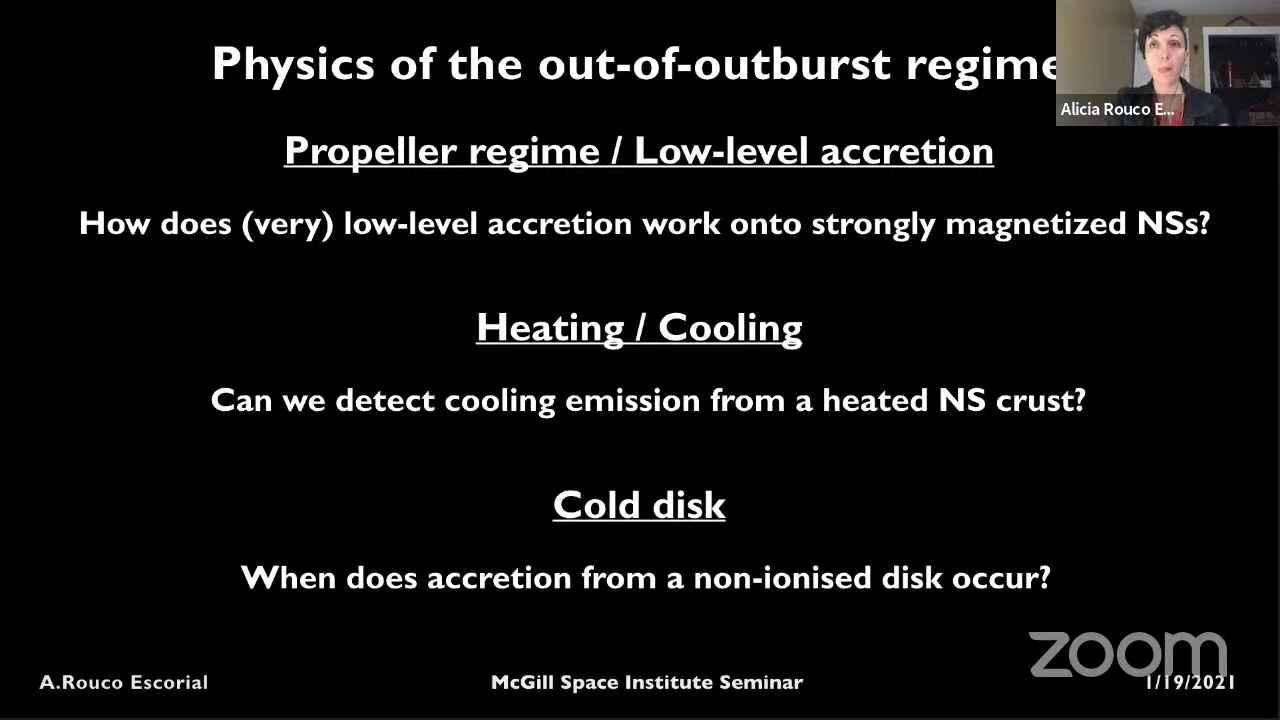 Physics of the out-of-outburst regime
Alicia Rouco E...
Propeller regime / Low-level accretion
How does (very) low-level accretion work onto strongly magnetized NSs?
Heating / Cooling
Can we detect cooling emission from a heated NS crust?
Cold disk
When does accretion from a non-ionised disk occur?
zoom
A.Rouco Escorial
McGill Space Institute Seminar
1/19/2021